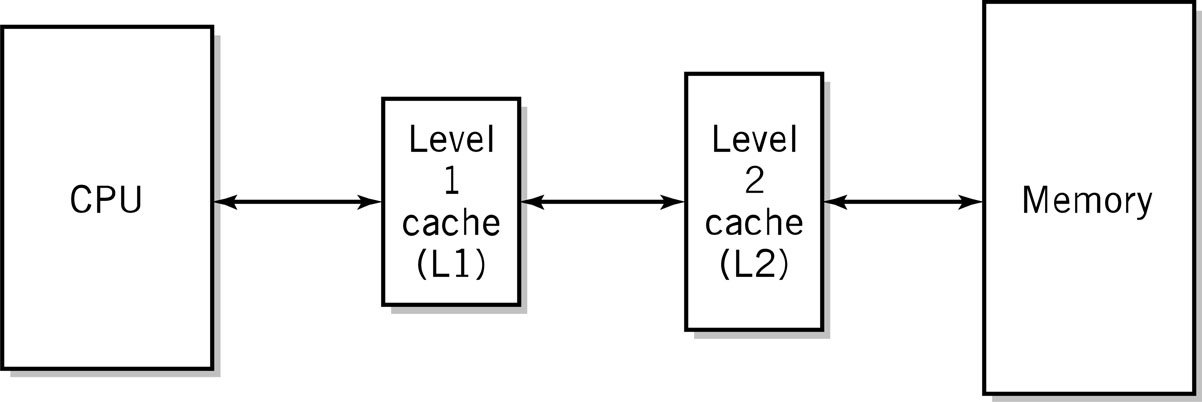 CPU
Level
1
cache
(L1)
Level
2
cache
(L2)
Memory